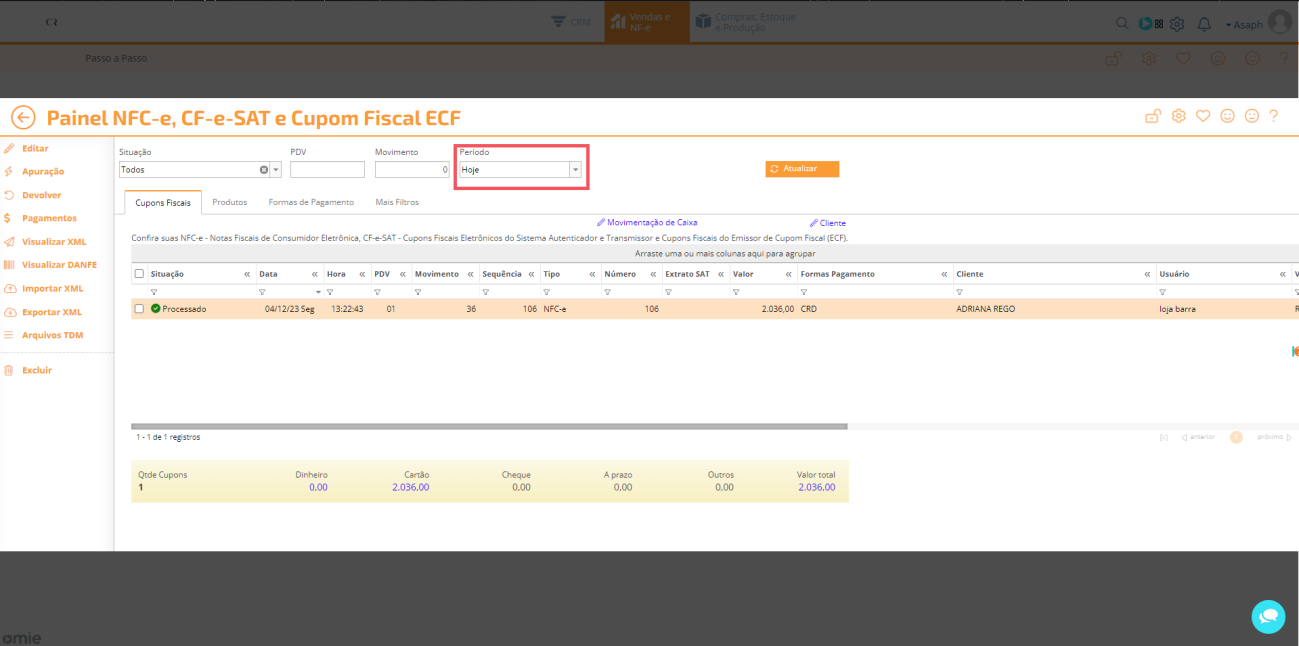 CR
CRM
Vendas e
NF-e
Compras, Estoque
e Produção
Asaph
Passo a Passo
Painel NFC-e, CF-e-SAT e Cupom Fiscal ECF
Editar
Apuração
Devolver
Pagamentos
Visualizar XML
Visualizar DANFE
Importar XML
Exportar XML
Arquivos TDM
Excluir
Situação PDV Movimento Período
Todos 0 Hoje Atualizar
Cupons Fiscais Produtos Formas de Pagamento Mais Filtros
Movimentação de Caixa Cliente
Confira suas NFC-e - Notas Fiscais de Consumidor Eletrônica, CF-e-SAT - Cupons Fiscais Eletrônicos do Sistema Autenticador e Transmissor e Cupons Fiscais do Emissor de Cupom Fiscal (ECF).
Arraste uma ou mais colunas aqui para agrupar
Situação « Data « Hora « PDV « Movimento « Sequência « Tipo « Número « Extrato SAT « Valor « Formas Pagamento « Cliente « Usuário « V
Processado 04/12/23 Seg 13:22:43 01 36 106 NFC-e 106 2.036,00 CRD ADRIANA REGO loja barra R
1 - 1 de 1 registros
anterior 1 próximo
Qtde Cupons Dinheiro Cartão Cheque A prazo Outros Valor total
1 0,00 2.036,00 0,00 0,00 0,00 2.036,00
omie